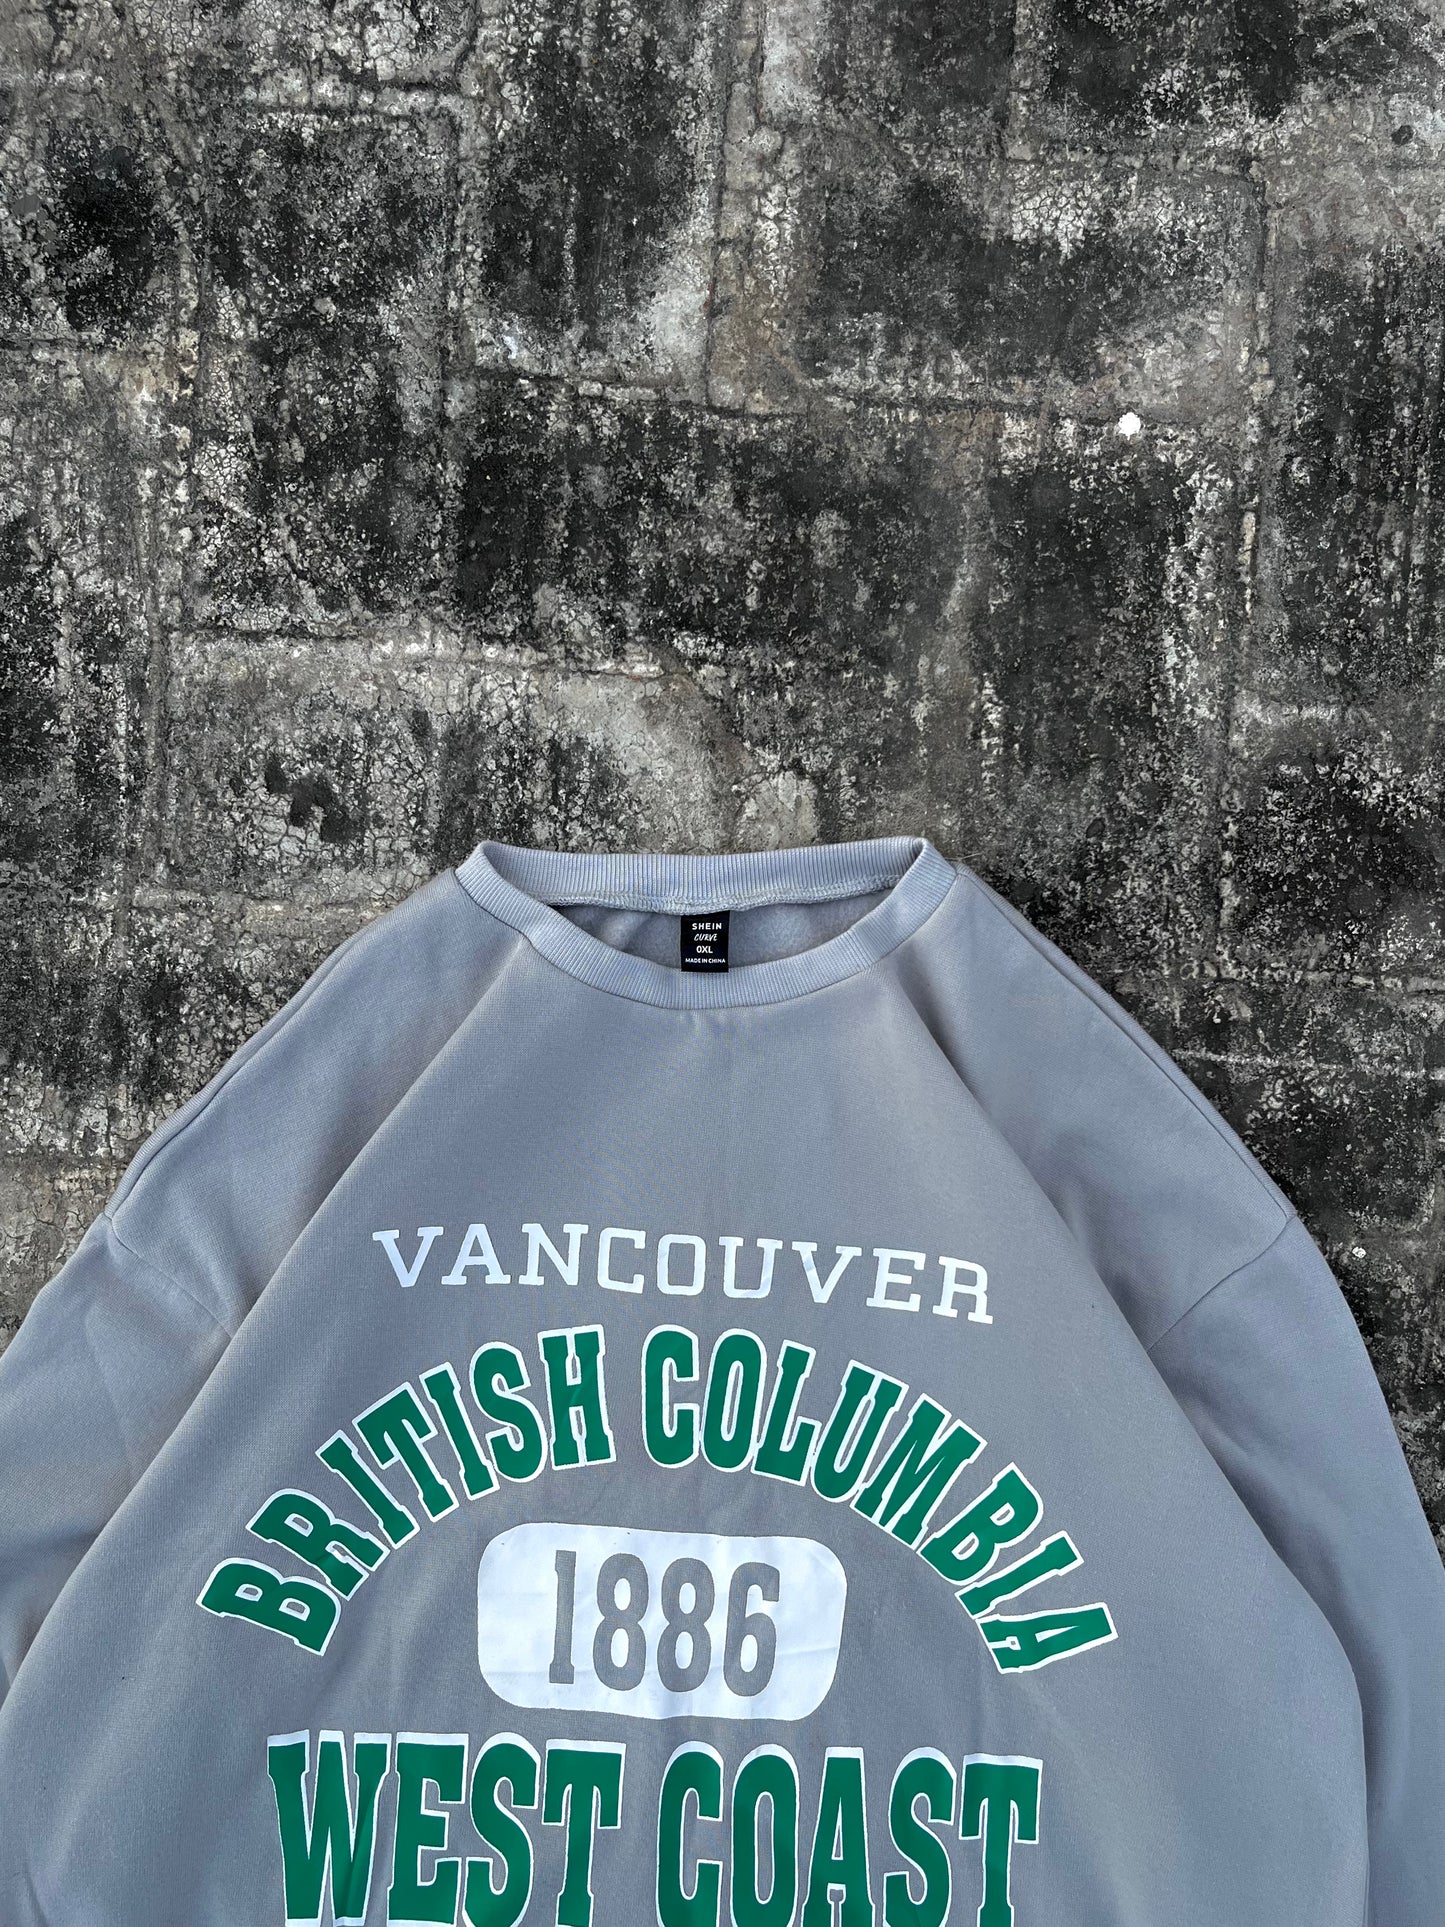 SHEIN
CURVE
0XL
MADE IN CHINA
VANCOUVER
BRITISH COLUMBIA
1886
WEST COAST